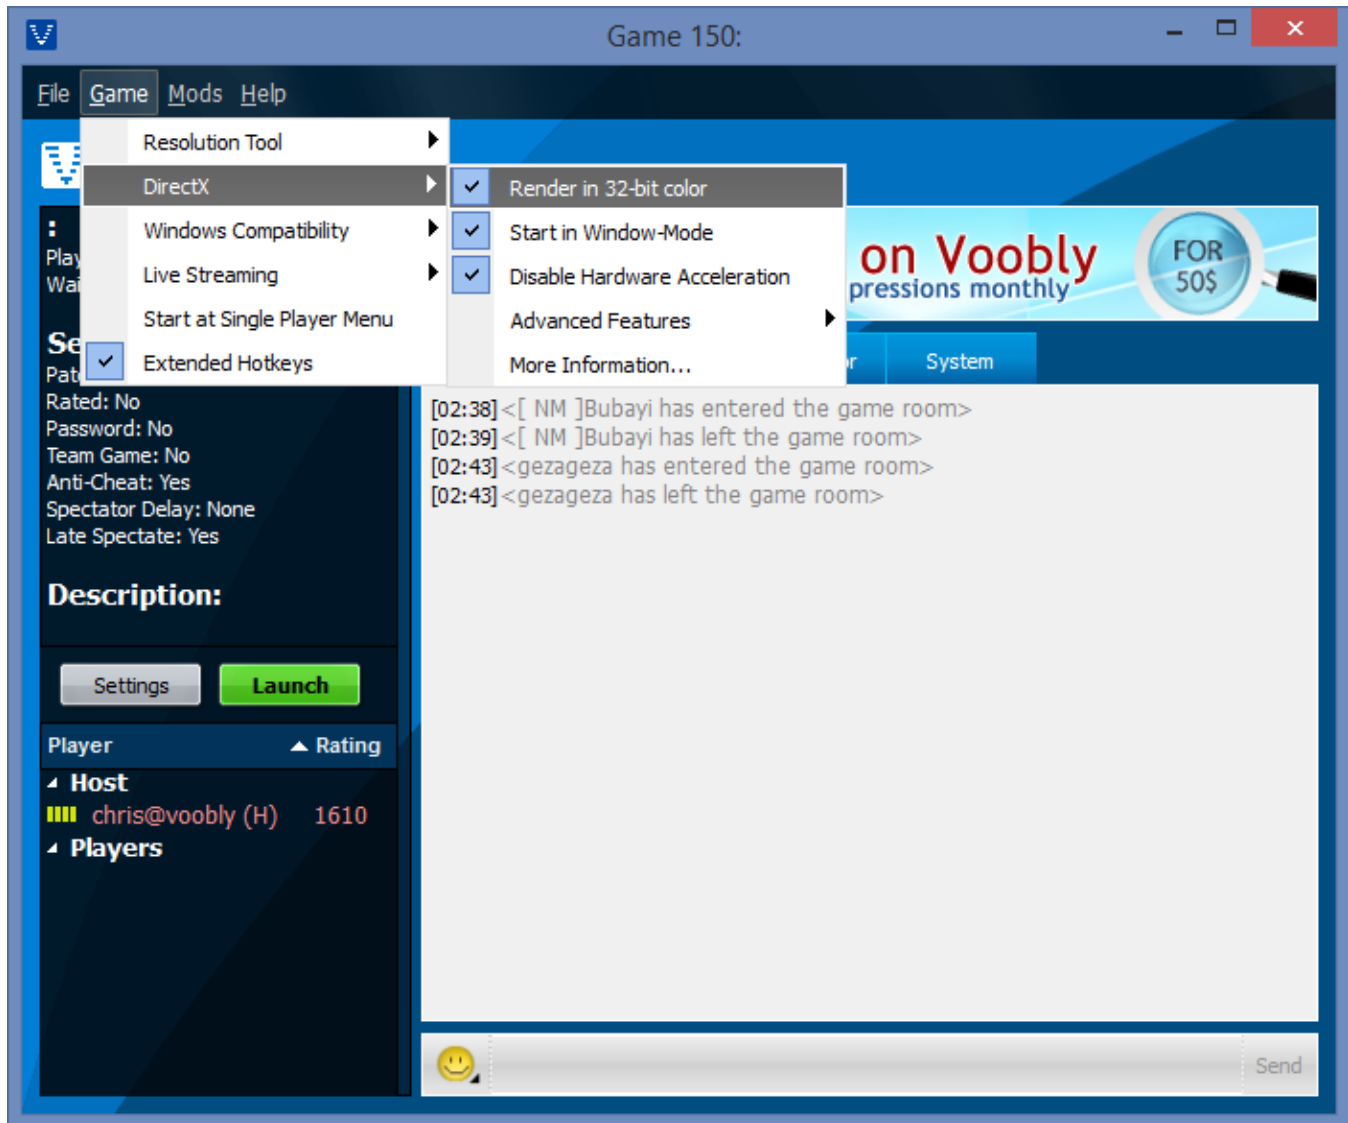 Game 150:
File Game Mods Help
Resolution Tool
DirectX
Windows Compatibility
Live Streaming
Start at Single Player Menu
Extended Hotkeys
Render in 32-bit color
Start in Window-Mode
Disable Hardware Acceleration
Advanced Features
More Information...
on Voobly
pressions monthly
FOR
50$
:
Rated: No
Password: No
Team Game: No
Anti-Cheat: Yes
Spectator Delay: None
Late Spectate: Yes
Description:
Settings Launch
Player Rating
Host
chris@voobly (H) 1610
Players
System
[02:38]<[ NM ]Bubayi has entered the game room>
[02:39]<[ NM ]Bubayi has left the game room>
[02:43]<gezageza has entered the game room>
[02:43]<gezageza has left the game room>
Send